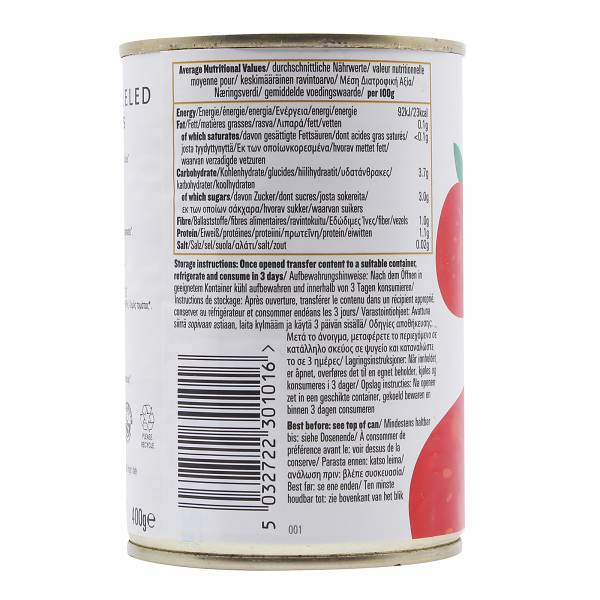 ELED
S
Average Nutritional Values/ durchschnittliche Nährwerte/ valeur nutritionnelle
moyenne pour/ keskimääräinen ravintoarvo/ Μέση Διατροφική Αξία/
Næringsverdi/ gemiddelde voedingswaarde/ per 100g
Energy/Energie/énergie/energia/Ενέργεια/energi/energie 92kJ/23kcal
Fat/Fett/matières grasses/rasva/Λιπαρά/fett/vetten 0.1g
of which saturates/davon gesättigte Fettsäuren/dont acides gras saturés/ <0.1g
josta tyydyttynyttä/Εκ των οποίωνκορεσμένα/hvorav mettet fett/
waarvan verzadigde vetzuren
Carbohydrate/Kohlenhydrate/glucides/hiilihydraatit/υδατάνθρακες/ 3.7g
karbohydrater/koolhydraten
of which sugars/davon Zucker/dont sucres/josta sokereita/ 3.0g
εκ των οποίων σάκχαρα/hvorav sukker/waarvan suikers
Fibre/Ballaststoffe/fibres alimentaires/ravintokuitu/Εδώδιμες Ίνες/fiber/vezels 1.0g
Protein/Eiweiß/protéines/proteiini/πρωτεΐνη/protein/eiwitten 1.1g
Salt/Salz/sel/suola/αλάτι/salt/zout 0.02g
Storage instructions: Once opened transfer content to a suitable container,
refrigerate and consume in 3 days/ Aufbewahrungshinweise: Nach dem Öffnen in
geeignetem Kontainer kühl aufbewahren und innerhalb von 3 Tagen konsumieren/
Instructions de stockage: Après ouverture, transférer le contenu dans un récipient approprié,
conserver au réfrigérateur et consommer endéans les 3 jours/ Varastointiohjeet: Avattuna
siirrä sopivaan astiaan, laita kylmään ja käytä 3 päivän sisällä/ Οδηγίες αποθήκευσης:
Μετά το άνοιγμα, μεταφέρετε το περιεχόμενο σε
κατάλληλο σκεύος σε ψυγείο και καταναλώστε
το σε 3 ημέρες/ Lagringsinstruksjoner: Når innholdet
er åpnet, overføres det til en egnet beholder, kjøles og
konsumeres i 3 dager/ Opslag instructies: Na openen
zet in een geschikte container, gekoeld bewaren en
binnen 3 dagen consumeren
Best before: see top of can/ Mindestens haltbar
bis: siehe Dosenende/ À consommer de
préférence avant le: voir dessus de la
conserve/ Parasta ennen: katso leima/
ανάλωση πριν: βλέπε συσκευασία/
Best før: se ene enden/ Ten minste
houdbar tot: zie bovenkant van het blik
PLEASE
RECYCLE
400g℮
5 032722 301016 >
001